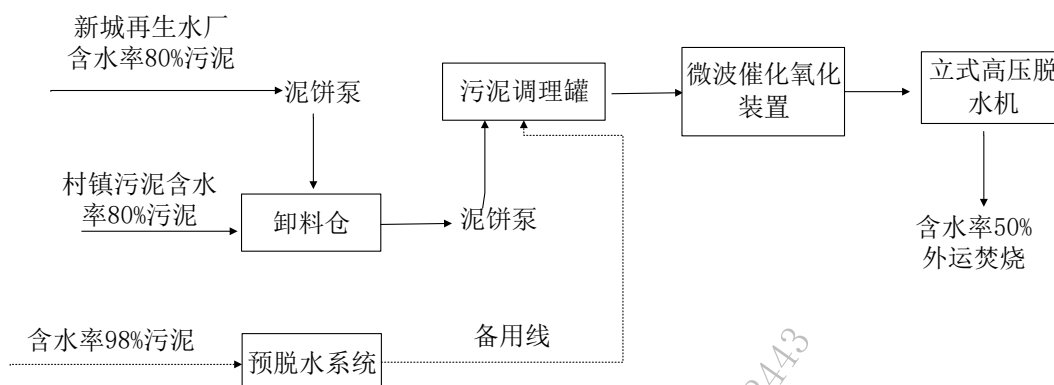 新城再生水厂
含水率80%污泥
泥饼泵
污泥调理罐
微波催化氧化
装置
立式高压脱
水机
村镇污泥含水
率80%污泥
卸料仓
泥饼泵
含水率50%
外运焚烧
含水率98%污泥
预脱水系统
备用线
2443